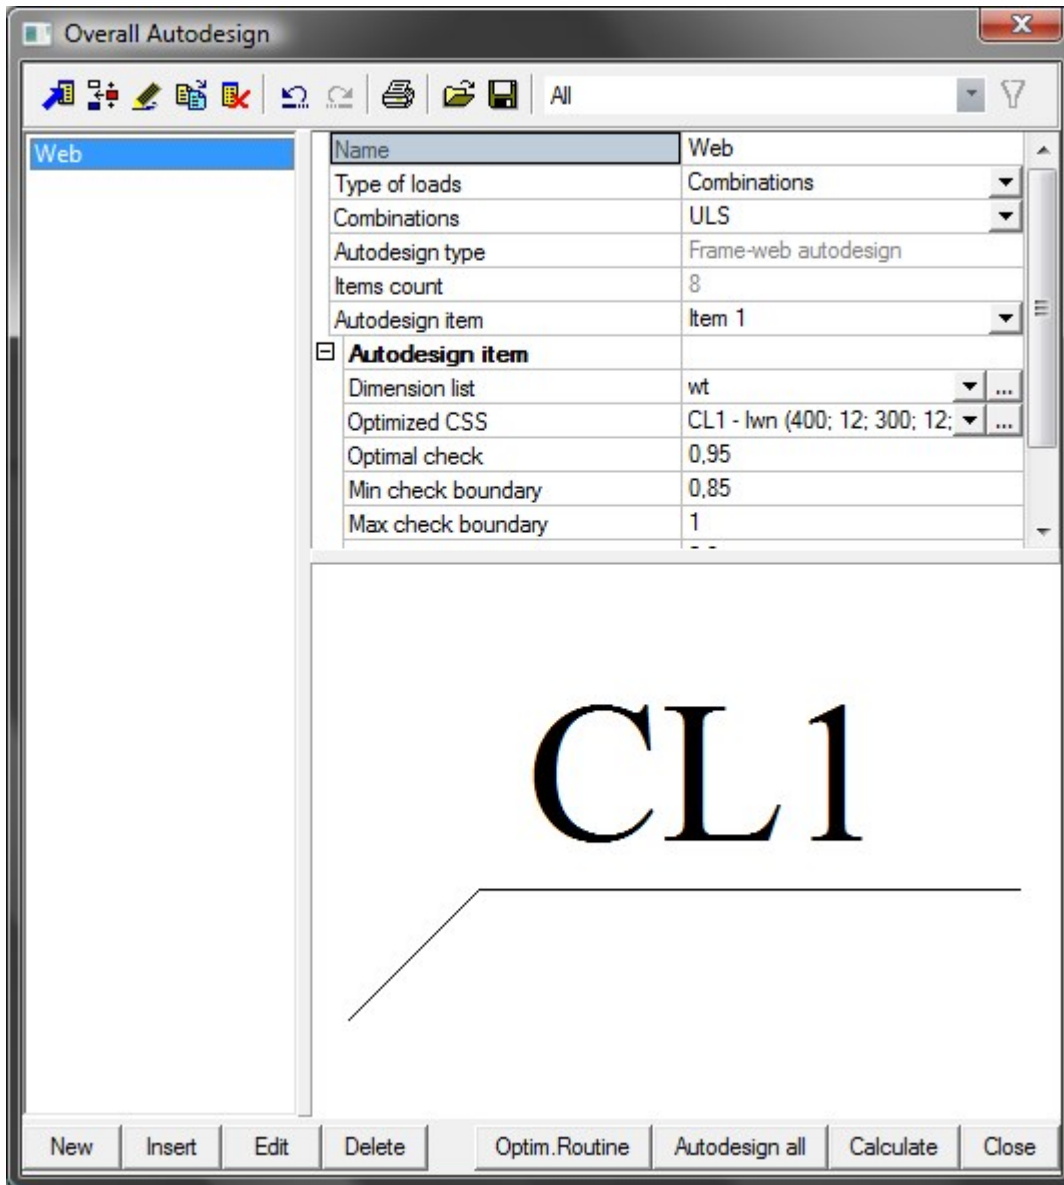 Overall Autodesign
All
Web
Name Web
Type of loads Combinations
Combinations ULS
Autodesign type Frame-web autodesign
Items count 8
Autodesign item Item 1
Autodesign item
Dimension list wt ...
Optimized CSS CL1 - Iwn (400; 12; 300; 12; ...
Optimal check 0,95
Min check boundary 0,85
Max check boundary 1
CL1
New Insert Edit Delete Optim.Routine Autodesign all Calculate Close